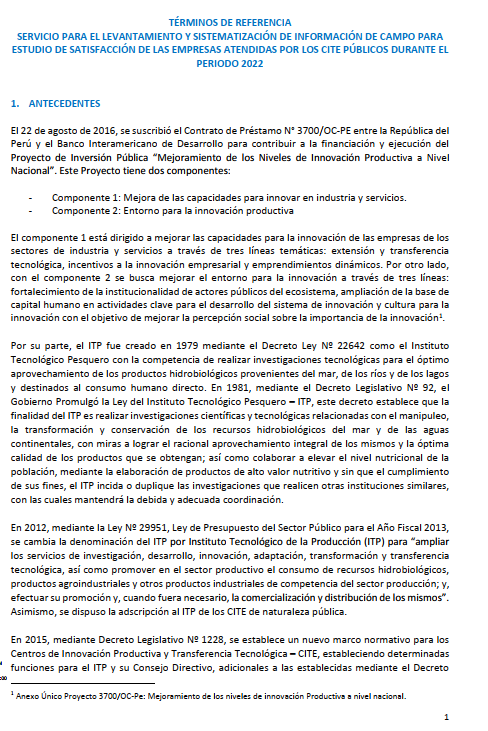 TÉRMINOS DE REFERENCIA
SERVICIO PARA EL LEVANTAMIENTO Y SISTEMATIZACIÓN DE INFORMACIÓN DE CAMPO PARA
ESTUDIO DE SATISFACCIÓN DE LAS EMPRESAS ATENDIDAS POR LOS CITE PÚBLICOS DURANTE EL
PERIODO 2022
1. ANTECEDENTES
El 22 de agosto de 2016, se suscribió el Contrato de Préstamo N° 3700/OC-PE entre la República del
Perú y el Banco Interamericano de Desarrollo para contribuir a la financiación y ejecución del
Proyecto de Inversión Pública “Mejoramiento de los Niveles de Innovación Productiva a Nivel
Nacional”. Este Proyecto tiene dos componentes:
- Componente 1: Mejora de las capacidades para innovar en industria y servicios.
- Componente 2: Entorno para la innovación productiva
El componente 1 está dirigido a mejorar las capacidades para la innovación de las empresas de los
sectores de industria y servicios a través de tres líneas temáticas: extensión y transferencia
tecnológica, incentivos a la innovación empresarial y emprendimientos dinámicos. Por otro lado,
con el componente 2 se busca mejorar el entorno para la innovación a través de tres líneas:
fortalecimiento de la institucionalidad de actores públicos del ecosistema, ampliación de la base de
capital humano en actividades clave para el desarrollo del sistema de innovación y cultura para la
innovación con el objetivo de mejorar la percepción social sobre la importancia de la innovación¹.
Por su parte, el ITP fue creado en 1979 mediante el Decreto Ley Nº 22642 como el Instituto
Tecnológico Pesquero con la competencia de realizar investigaciones tecnológicas para el óptimo
aprovechamiento de los productos hidrobiológicos provenientes del mar, de los ríos y de los lagos
y destinados al consumo humano directo. En 1981, mediante el Decreto Legislativo Nº 92, el
Gobierno Promulgó la Ley del Instituto Tecnológico Pesquero – ITP, este decreto establece que la
finalidad del ITP es realizar investigaciones científicas y tecnológicas relacionadas con el manipuleo,
la transformación y conservación de los recursos hidrobiológicos del mar y de las aguas
continentales, con miras a lograr el racional aprovechamiento integral de los mismos y la óptima
calidad de los productos que se obtengan; así como colaborar a elevar el nivel nutricional de la
población, mediante la elaboración de productos de alto valor nutritivo y sin que el cumplimiento
de sus fines, el ITP incida o duplique las investigaciones que realicen otras instituciones similares,
con las cuales mantendrá la debida y adecuada coordinación.
En 2012, mediante la Ley Nº 29951, Ley de Presupuesto del Sector Público para el Año Fiscal 2013,
se cambia la denominación del ITP por Instituto Tecnológico de la Producción (ITP) para “ampliar
los servicios de investigación, desarrollo, innovación, adaptación, transformación y transferencia
tecnológica, así como promover en el sector productivo el consumo de recursos hidrobiológicos,
productos agroindustriales y otros productos industriales de competencia del sector producción; y,
efectuar su promoción y, cuando fuera necesario, la comercialización y distribución de los mismos”.
Asimismo, se dispuso la adscripción al ITP de los CITE de naturaleza pública.
En 2015, mediante Decreto Legislativo Nº 1228, se establece un nuevo marco normativo para los
Centros de Innovación Productiva y Transferencia Tecnológica – CITE, estableciendo determinadas
funciones para el ITP y su Consejo Directivo, adicionales a las establecidas mediante el Decreto
¹ Anexo Único Proyecto 3700/OC-Pe: Mejoramiento de los niveles de innovación Productiva a nivel nacional.
1